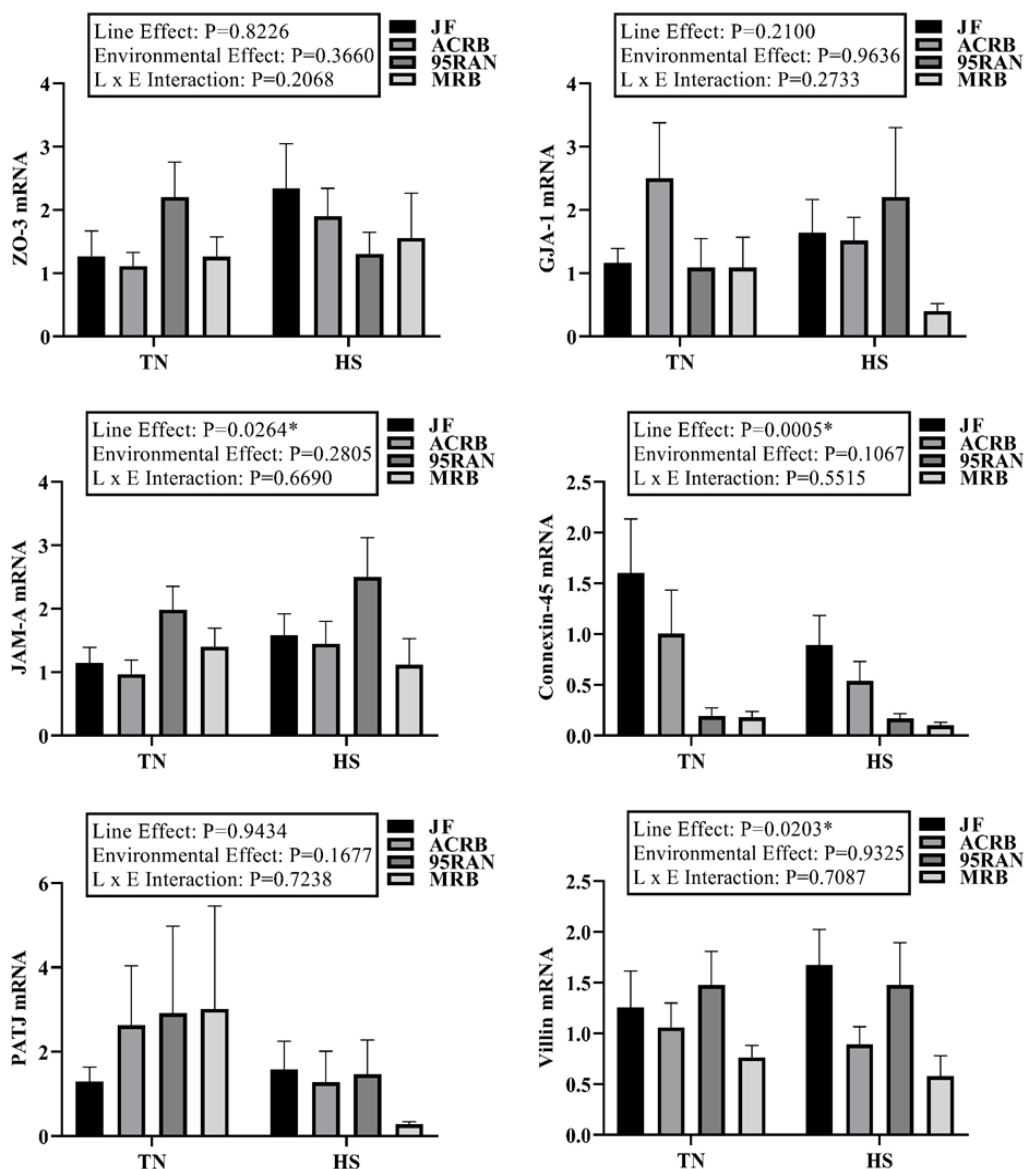 Line Effect: P=0.8226
Environmental Effect: P=0.3660
L x E Interaction: P=0.2068
JF
ACRB
95RAN
MRB
ZO-3 mRNA
4
3
2
1
0
TN
HS
Line Effect: P=0.2100
Environmental Effect: P=0.9636
L x E Interaction: P=0.2733
JF
ACRB
95RAN
MRB
GJA-1 mRNA
4
3
2
1
0
TN
HS
Line Effect: P=0.0264*
Environmental Effect: P=0.2805
L x E Interaction: P=0.6690
JF
ACRB
95RAN
MRB
JAM-A mRNA
4
3
2
1
0
TN
HS
Line Effect: P=0.0005*
Environmental Effect: P=0.1067
L x E Interaction: P=0.5515
JF
ACRB
95RAN
MRB
Connexin-45 mRNA
2.5
2.0
1.5
1.0
0.5
0.0
TN
HS
Line Effect: P=0.9434
Environmental Effect: P=0.1677
L x E Interaction: P=0.7238
JF
ACRB
95RAN
MRB
PATJ mRNA
6
4
2
0
TN
HS
Line Effect: P=0.0203*
Environmental Effect: P=0.9325
L x E Interaction: P=0.7087
JF
ACRB
95RAN
MRB
Villin mRNA
2.5
2.0
1.5
1.0
0.5
0.0
TN
HS